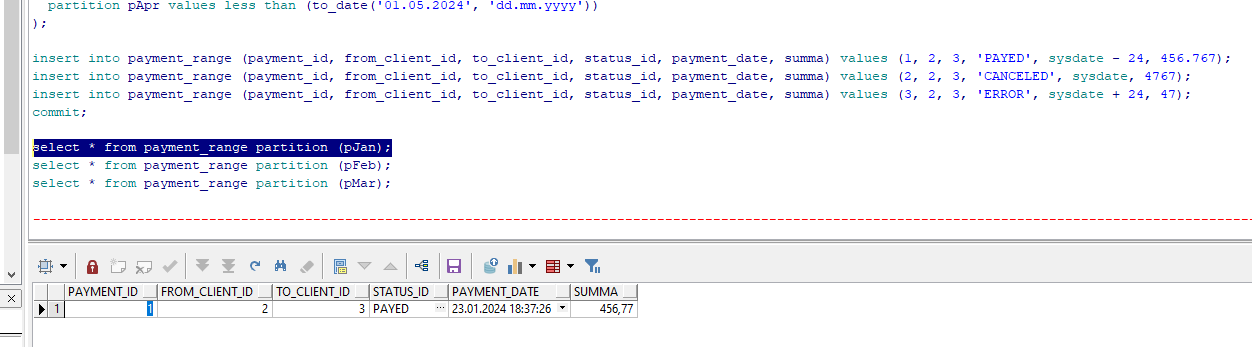 partition pApr values less than (to_date('01.05.2024', 'dd.mm.yyyy'))
);
insert into payment_range (payment_id, from_client_id, to_client_id, status_id, payment_date, summa) values (1, 2, 3, 'PAYED', sysdate - 24, 456.767);
insert into payment_range (payment_id, from_client_id, to_client_id, status_id, payment_date, summa) values (2, 2, 3, 'CANCELED', sysdate, 4767);
insert into payment_range (payment_id, from_client_id, to_client_id, status_id, payment_date, summa) values (3, 2, 3, 'ERROR', sysdate + 24, 47);
commit;
select * from payment_range partition (pJan);
select * from payment_range partition (pFeb);
select * from payment_range partition (pMar);
PAYMENT_ID FROM_CLIENT_ID TO_CLIENT_ID STATUS_ID PAYMENT_DATE SUMMA
1 1 2 3 PAYED ... 23.01.2024 18:37:26 456,77